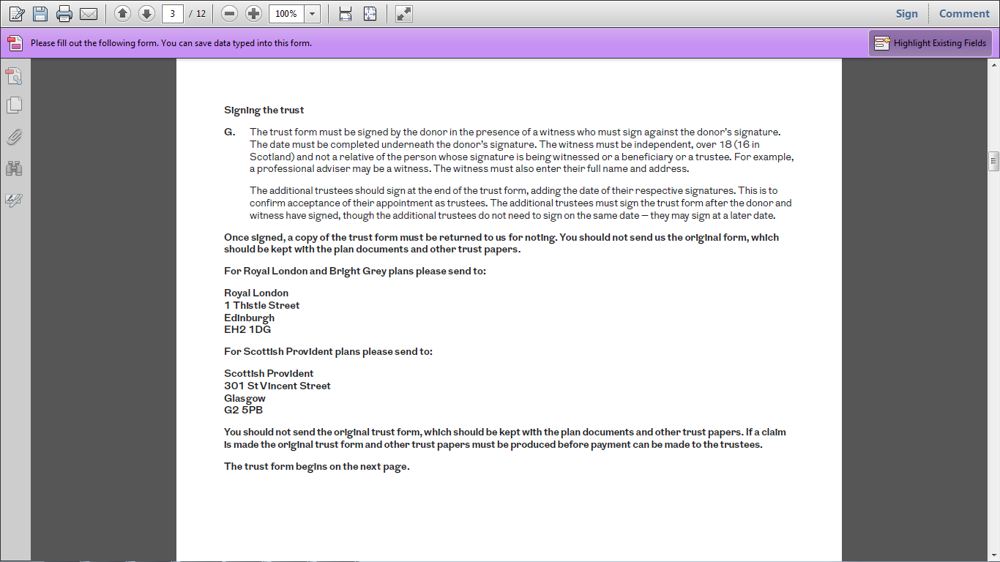 3 / 12
100%
Sign
Comment
Please fill out the following form. You can save data typed into this form.
Highlight Existing Fields
Signing the trust
G. The trust form must be signed by the donor in the presence of a witness who must sign against the donor's signature.
The date must be completed underneath the donor's signature. The witness must be independent, over 18 (16 in
Scotland) and not a relative of the person whose signature is being witnessed or a beneficiary or a trustee. For example,
a professional adviser may be a witness. The witness must also enter their full name and address.
The additional trustees should sign at the end of the trust form, adding the date of their respective signatures. This is to
confirm acceptance of their appointment as trustees. The additional trustees must sign the trust form after the donor and
witness have signed, though the additional trustees do not need to sign on the same date – they may sign at a later date.
Once signed, a copy of the trust form must be returned to us for noting. You should not send us the original form, which
should be kept with the plan documents and other trust papers.
For Royal London and Bright Grey plans please send to:
Royal London
1 Thistle Street
Edinburgh
EH2 1DG
For Scottish Provident plans please send to:
Scottish Provident
301 St Vincent Street
Glasgow
G2 5PB
You should not send the original trust form, which should be kept with the plan documents and other trust papers. If a claim
is made the original trust form and other trust papers must be produced before payment can be made to the trustees.
The trust form begins on the next page.